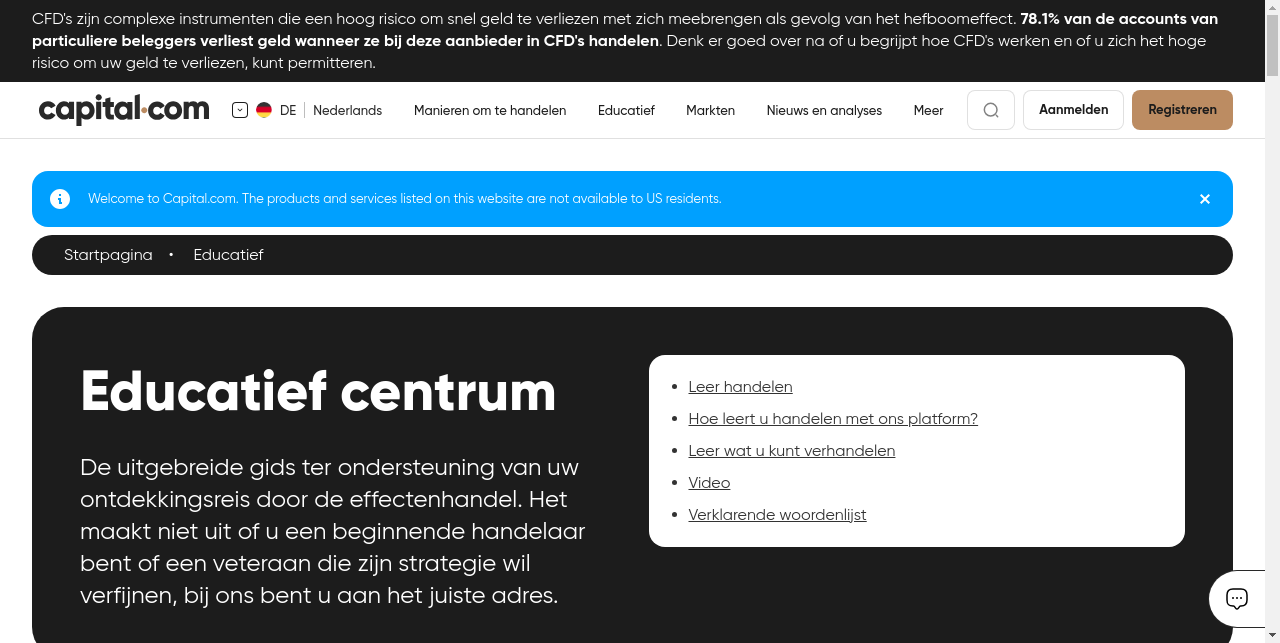 CFD's zijn complexe instrumenten die een hoog risico om snel geld te verliezen met zich meebrengen als gevolg van het hefboomeffect. 78.1% van de accounts van
particuliere beleggers verliest geld wanneer ze bij deze aanbieder in CFD's handelen. Denk er goed over na of u begrijpt hoe CFD's werken en of u zich het hoge
risico om uw geld te verliezen, kunt permitteren.
capital.com DE Nederlands Manieren om te handelen Educatief Markten Nieuws en analyses Meer Aanmelden Registreren
Welcome to Capital.com. The products and services listed on this website are not available to US residents.
Startpagina • Educatief
Educatief centrum
De uitgebreide gids ter ondersteuning van uw
ontdekkingsreis door de effectenhandel. Het
maakt niet uit of u een beginnende handelaar
bent of een veteraan die zijn strategie wil
verfijnen, bij ons bent u aan het juiste adres.
• Leer handelen
• Hoe leert u handelen met ons platform?
• Leer wat u kunt verhandelen
• Video
• Verklarende woordenlijst